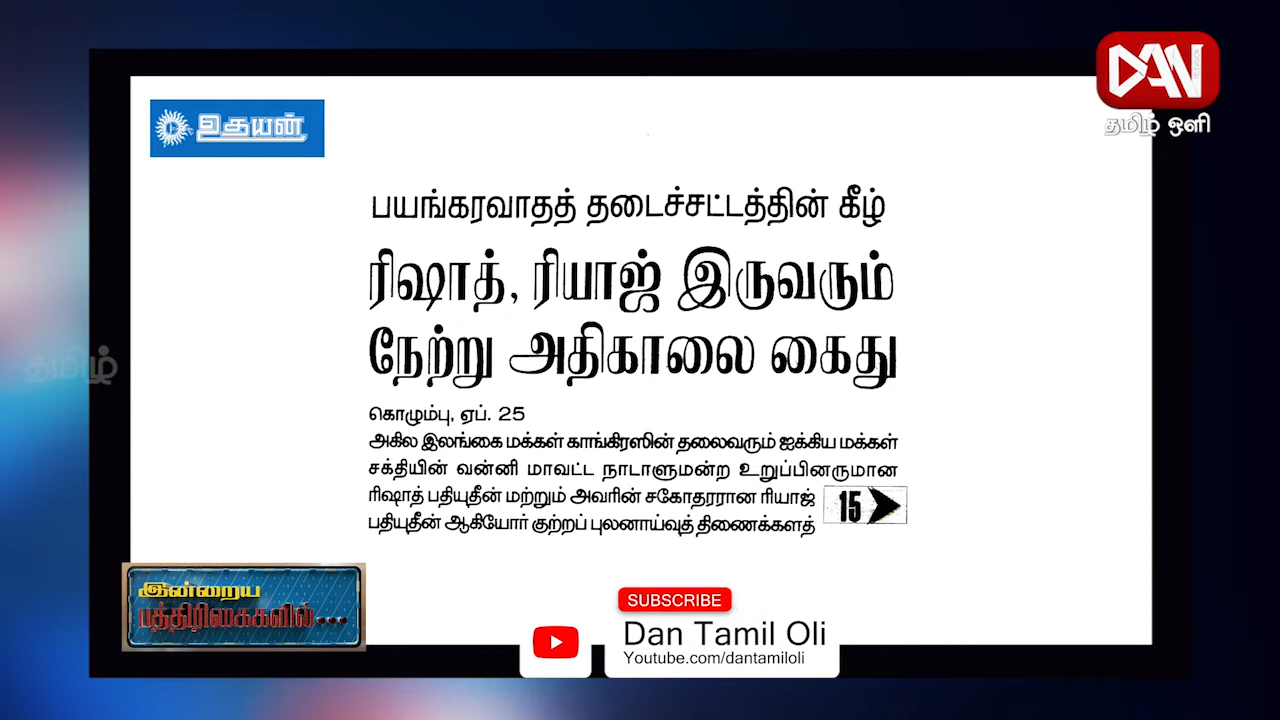 DAN
தமிழ் ஒளி
உதயன்
பயங்கரவாதத் தடைச்சட்டத்தின் கீழ்
ரிஷாத், ரியாஜ் இருவரும்
நேற்று அதிகாலை கைது
கொழும்பு, ஏப். 25
அகில இலங்கை மக்கள் காங்கிரஸின் தலைவரும் ஐக்கிய மக்கள்
சக்தியின் வன்னி மாவட்ட நாடாளுமன்ற உறுப்பினருமான
ரிஷாத் பதியுதீன் மற்றும் அவரின் சகோதரரான ரியாஜ்
பதியுதீன் ஆகியோர் குற்றப் புலனாய்வுத் திணைக்களத்
15
தமிழ்
இன்றைய
பத்திரிகைகளில்...
SUBSCRIBE
Dan Tamil Oli
Youtube.com/dantamiloli